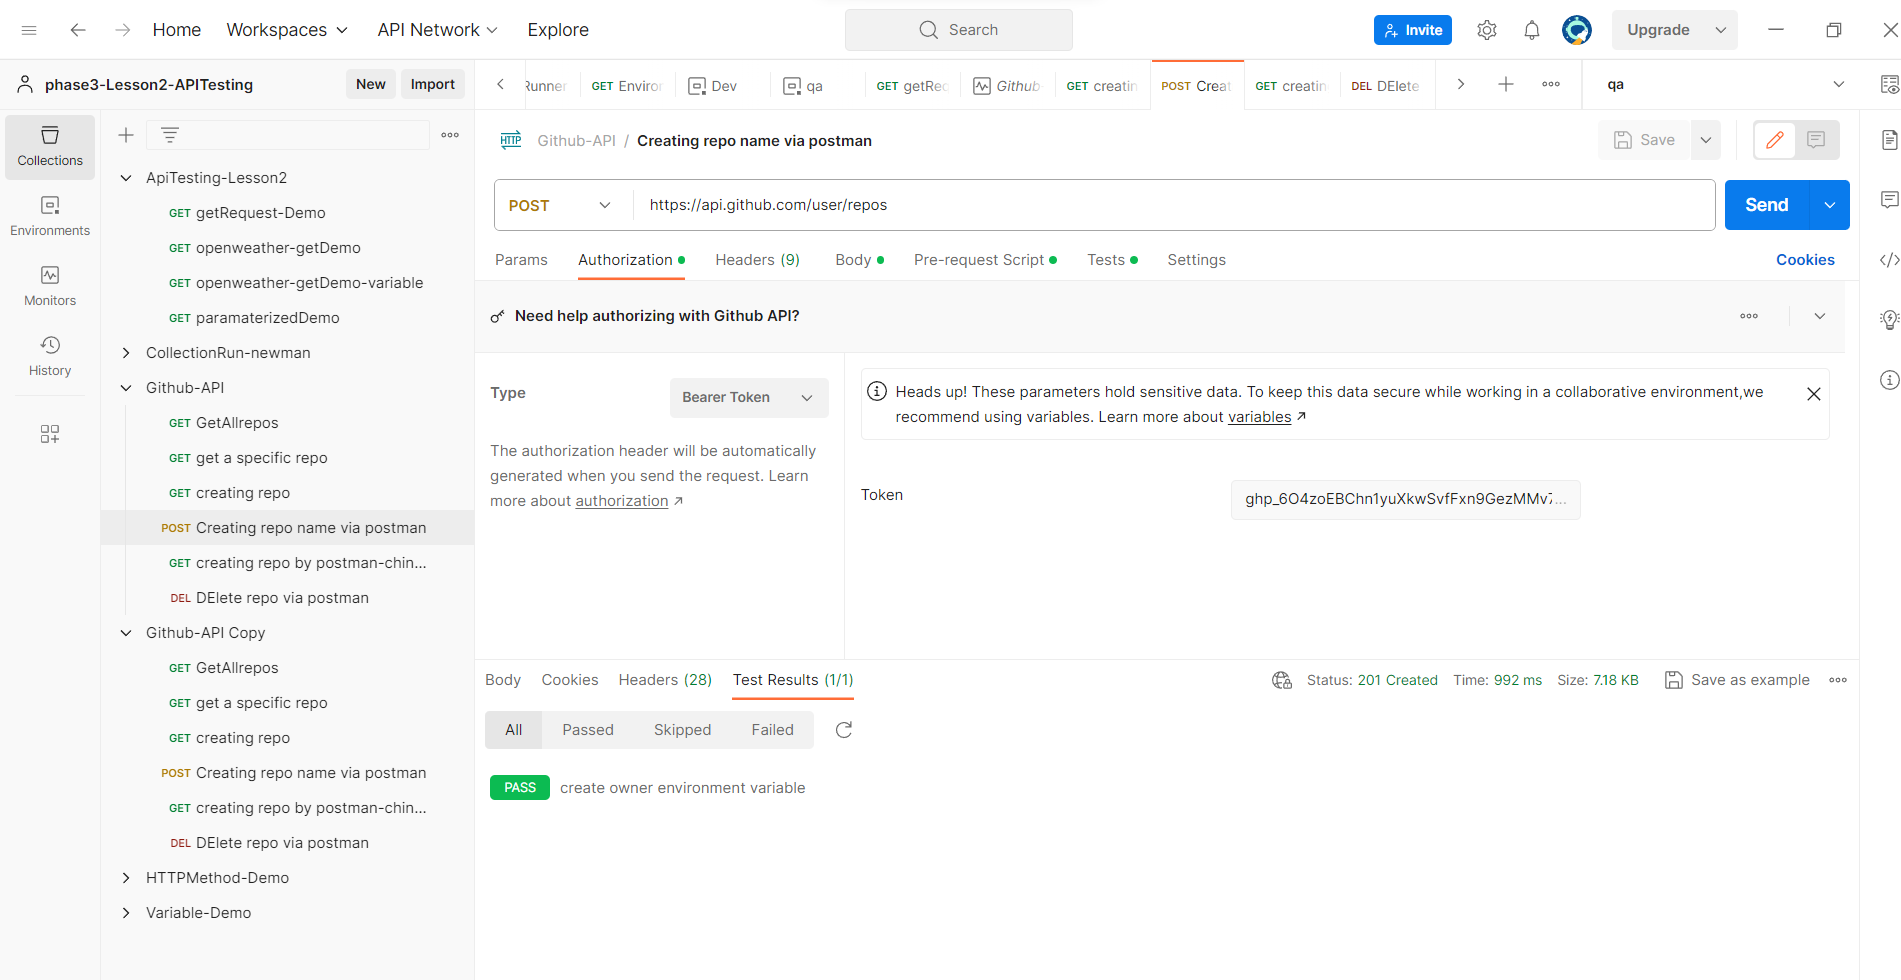 Home Workspaces API Network Explore Search Invite Upgrade
phase3-Lesson2-APITesting New Import Runner GET Enviror Dev qa GET getRec Github- GET creatin POST Creat GET creatin DEL DElete qa
Collections
Environments
Monitors
History
ApiTesting-Lesson2
GET getRequest-Demo
GET openweather-getDemo
GET openweather-getDemo-variable
GET paramaterizedDemo
CollectionRun-newman
Github-API
GET GetAllrepos
GET get a specific repo
GET creating repo
POST Creating repo name via postman
GET creating repo by postman-chin...
DEL DElete repo via postman
Github-API Copy
GET GetAllrepos
GET get a specific repo
GET creating repo
POST Creating repo name via postman
GET creating repo by postman-chin...
DEL DElete repo via postman
HTTPMethod-Demo
Variable-Demo
HTTP Github-API / Creating repo name via postman Save
POST https://api.github.com/user/repos Send
Params Authorization Headers (9) Body Pre-request Script Tests Settings Cookies
Need help authorizing with Github API?
Type Bearer Token
The authorization header will be automatically
generated when you send the request. Learn
more about authorization ↗
Heads up! These parameters hold sensitive data. To keep this data secure while working in a collaborative environment,we
recommend using variables. Learn more about variables ↗
Token ghp_6O4zoEBChn1yuXkwSvfFxn9GezMMv7...
Body Cookies Headers (28) Test Results (1/1) Status: 201 Created Time: 992 ms Size: 7.18 KB Save as example
All Passed Skipped Failed
PASS create owner environment variable